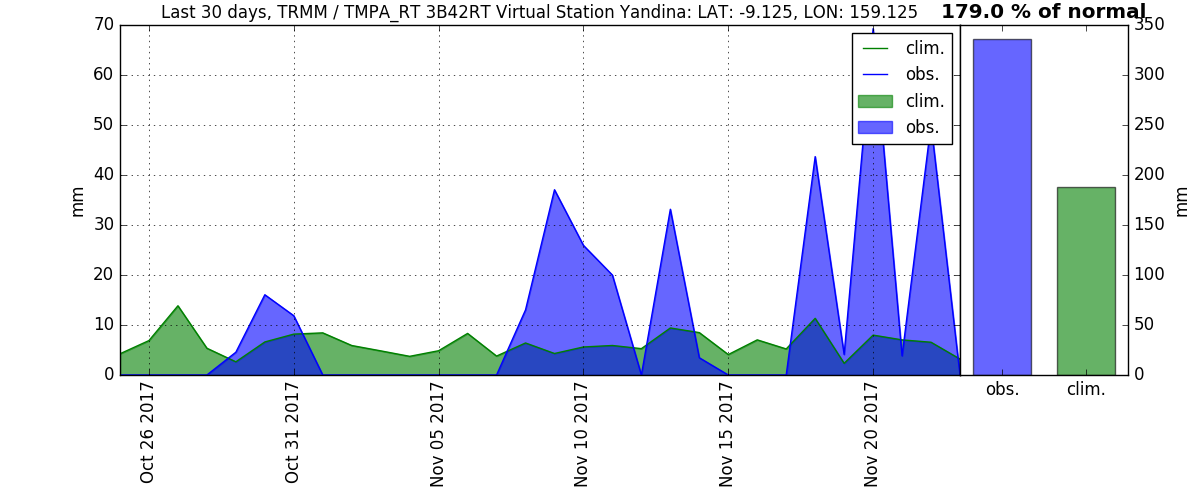 Last 30 days, TRMM / TMPA_RT 3B42RT Virtual Station Yandina: LAT: -9.125, LON: 159.125
179.0 % of normal
70
60
50
40
30
20
10
0
mm
clim.
obs.
clim.
obs.
Oct 26 2017
Oct 31 2017
Nov 05 2017
Nov 10 2017
Nov 15 2017
Nov 20 2017
350
300
250
200
150
100
50
0
mm
obs.
clim.